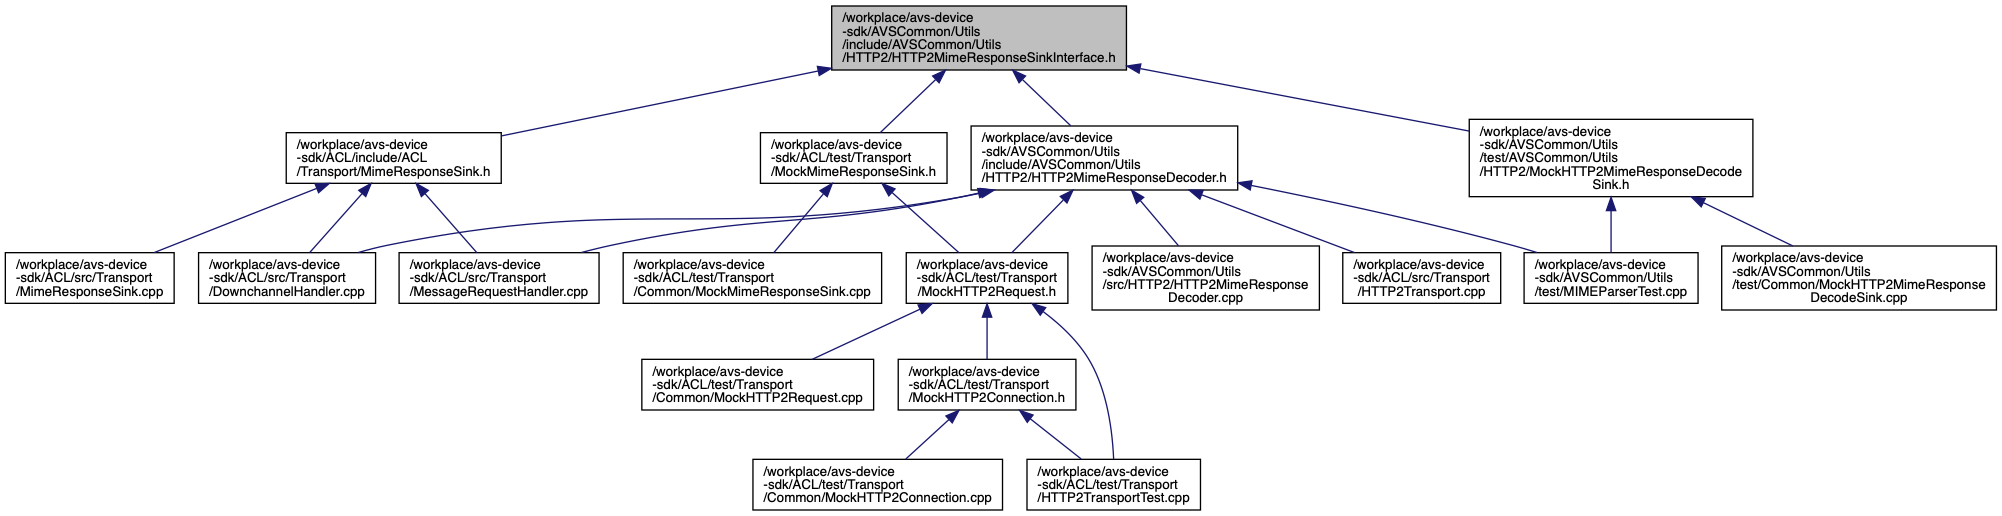 /workplace/avs-device
-sdk/AVSCommon/Utils
/include/AVSCommon/Utils
/HTTP2/HTTP2MimeResponseSinkInterface.h
/workplace/avs-device
-sdk/ACL/include/ACL
/Transport/MimeResponseSink.h
/workplace/avs-device
-sdk/ACL/test/Transport
/MockMimeResponseSink.h
/workplace/avs-device
-sdk/AVSCommon/Utils
/include/AVSCommon/Utils
/HTTP2/HTTP2MimeResponseDecoder.h
/workplace/avs-device
-sdk/AVSCommon/Utils
/test/AVSCommon/Utils
/HTTP2/MockHTTP2MimeResponseDecode
Sink.h
/workplace/avs-device
-sdk/ACL/src/Transport
/MimeResponseSink.cpp
/workplace/avs-device
-sdk/ACL/src/Transport
/DownchannelHandler.cpp
/workplace/avs-device
-sdk/ACL/src/Transport
/MessageRequestHandler.cpp
/workplace/avs-device
-sdk/ACL/test/Transport
/Common/MockMimeResponseSink.cpp
/workplace/avs-device
-sdk/ACL/test/Transport
/MockHTTP2Request.h
/workplace/avs-device
-sdk/AVSCommon/Utils
/src/HTTP2/HTTP2MimeResponse
Decoder.cpp
/workplace/avs-device
-sdk/ACL/src/Transport
/HTTP2Transport.cpp
/workplace/avs-device
-sdk/AVSCommon/Utils
/test/MIMEParserTest.cpp
/workplace/avs-device
-sdk/AVSCommon/Utils
/test/Common/MockHTTP2MimeResponse
DecodeSink.cpp
/workplace/avs-device
-sdk/ACL/test/Transport
/Common/MockHTTP2Request.cpp
/workplace/avs-device
-sdk/ACL/test/Transport
/MockHTTP2Connection.h
/workplace/avs-device
-sdk/ACL/test/Transport
/Common/MockHTTP2Connection.cpp
/workplace/avs-device
-sdk/ACL/test/Transport
/HTTP2TransportTest.cpp